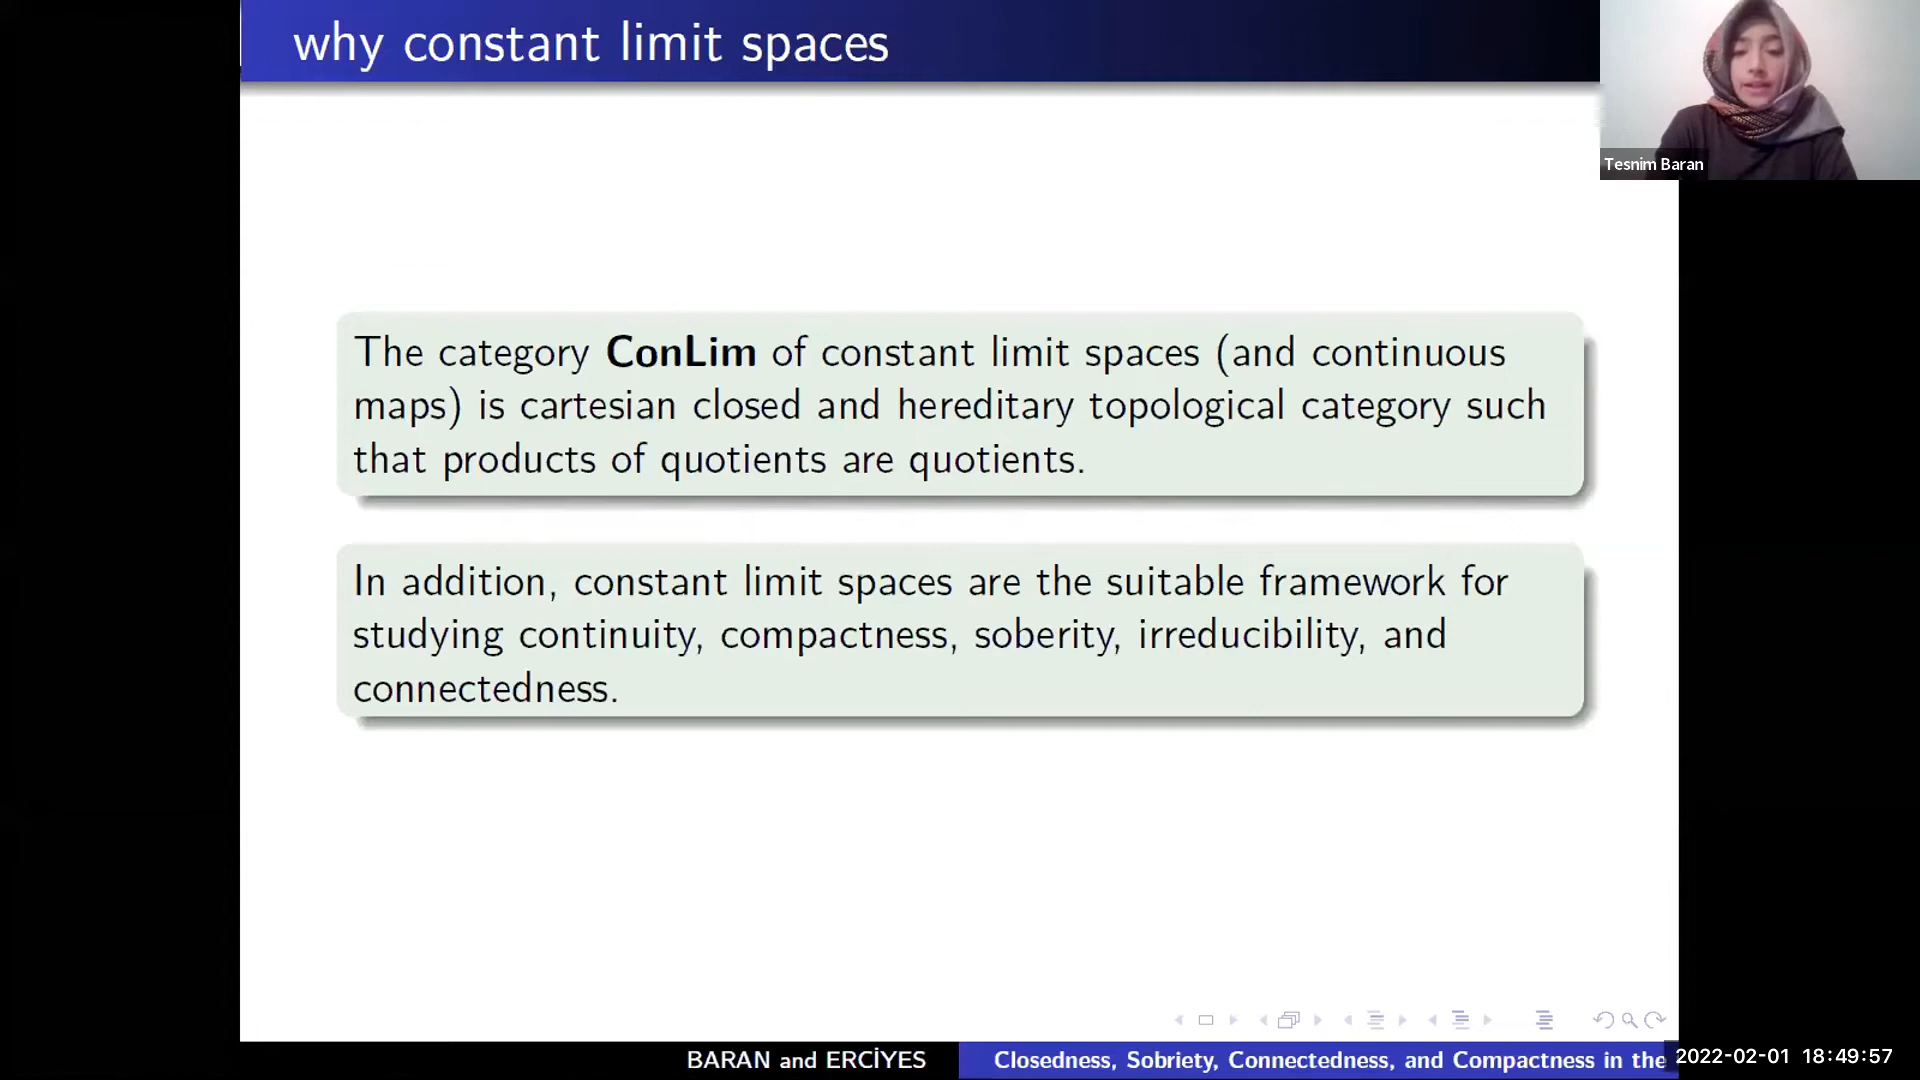 why constant limit spaces
Tesnim Baran
The category ConLim of constant limit spaces (and continuous
maps) is cartesian closed and hereditary topological category such
that products of quotients are quotients.
In addition, constant limit spaces are the suitable framework for
studying continuity, compactness, soberity, irreducibility, and
connectedness.
BARAN and ERCİYES
Closedness, Sobriety, Connectedness, and Compactness in the
2022-02-01 18:49:57